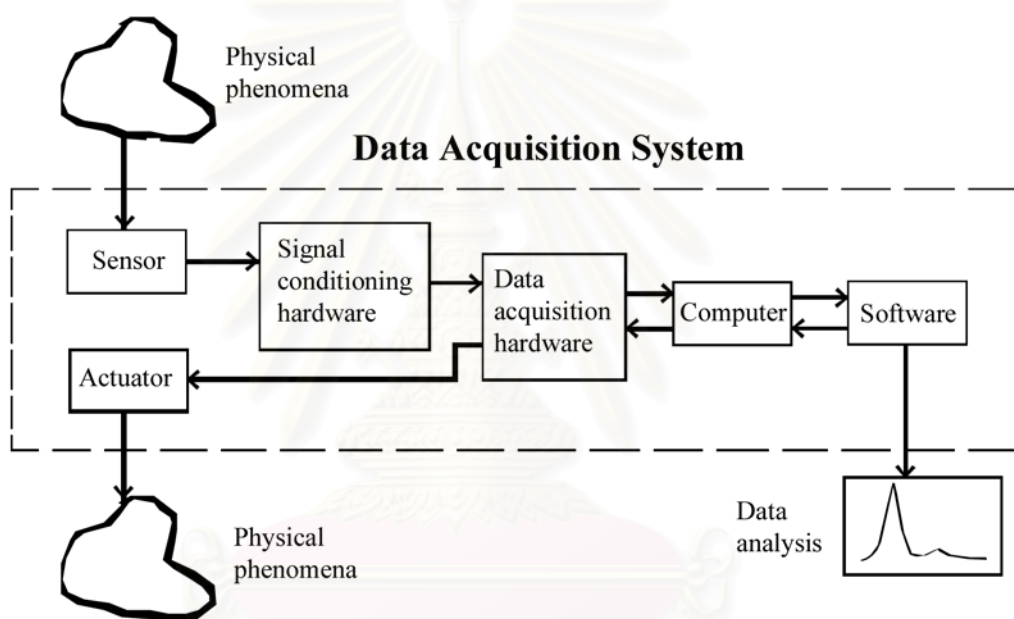 Physical
phenomena
Data Acquisition System
Sensor
Signal
conditioning
hardware
Data
acquisition
hardware
Computer
Software
Actuator
Physical
phenomena
Data
analysis